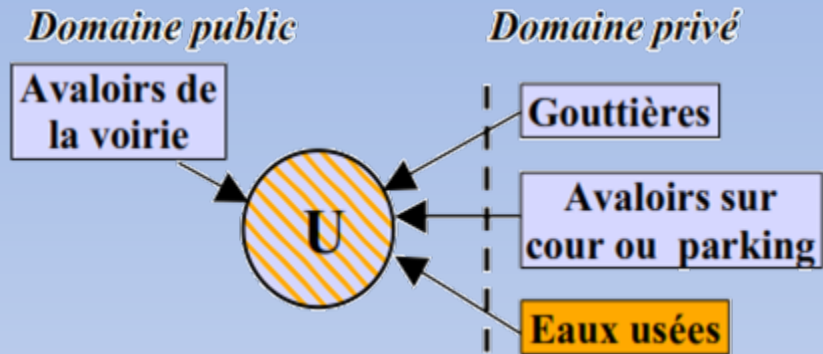 Domaine public
Domaine privé
Avaloirs de
la voirie
Gouttières
U
Avaloirs sur
cour ou parking
Eaux usées